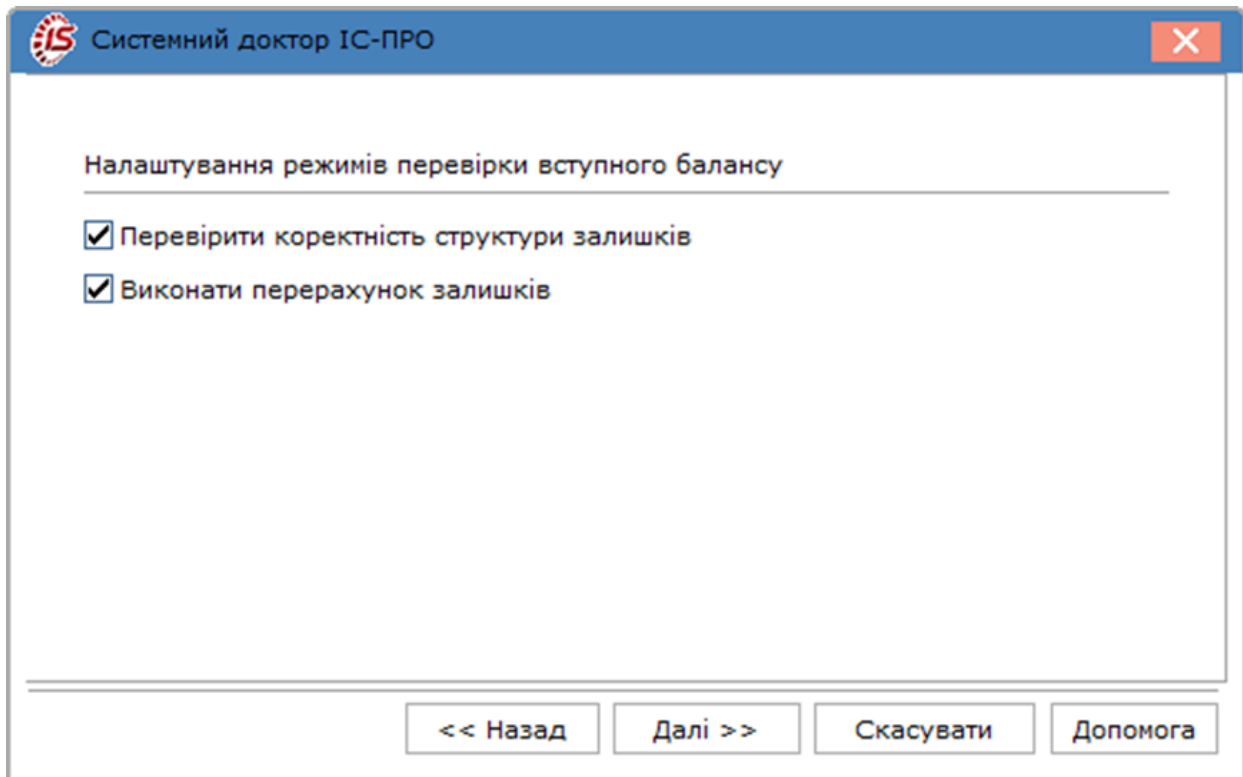 Системний доктор ІС-ПРО
Налаштування режимів перевірки вступного балансу
Перевірити коректність структури залишків
Виконати перерахунок залишків
<< Назад
Далі >>
Скасувати
Допомога